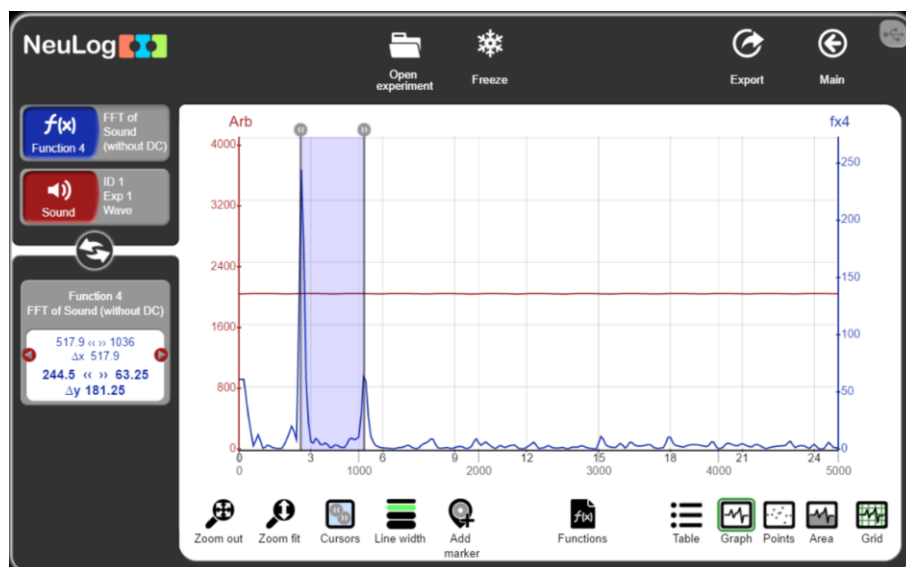 NeuLog
Open
experiment
Freeze
Export
Main
f(x)
Function 4
FFT of
Sound
(without DC)
Sound
ID 1
Exp 1
Wave
Function 4
FFT of Sound (without DC)
517.9 ‹‹ ›› 1036
Δx 517.9
244.5 ‹‹ ›› 63.25
Δy 181.25
Arb
fx4
4000
3200
2400
1600
800
0
250
200
150
100
50
0
0 3 6 9 12 15 18 21 24
0 1000 2000 3000 4000 5000
Zoom out
Zoom fit
Cursors
Line width
Add
marker
f(x)
Functions
Table
Graph
Points
Area
Grid